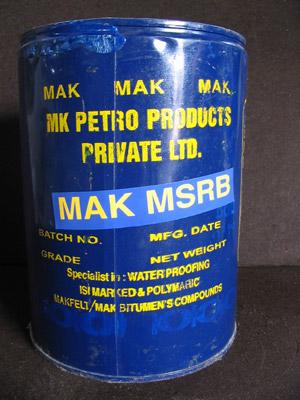 MAK MAK MAK
MK PETRO PRODUCTS
PRIVATE LTD.
MAK MSRB
BATCH NO. MFG. DATE
GRADE NET WEIGHT
Specialist in : WATER PROOFING
ISI MARKED & POLYMARIC
MAKFELT/MAK BITUMEN'S COMPOUNDS